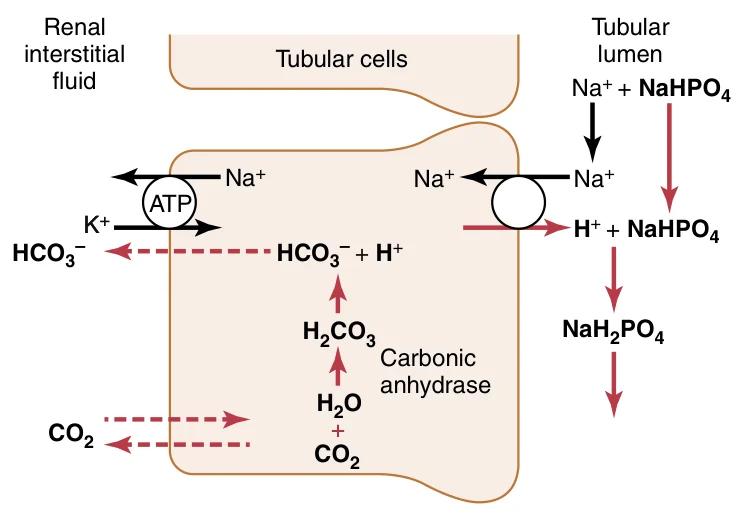 Renal
interstitial
fluid
Tubular cells
Tubular
lumen
Na⁺ + NaHPO₄
Na⁺
ATP
K⁺
Na⁺
Na⁺
H⁺ + NaHPO₄
HCO₃⁻
HCO₃⁻ + H⁺
NaH₂PO₄
H₂CO₃
Carbonic
anhydrase
H₂O
+
CO₂
CO₂